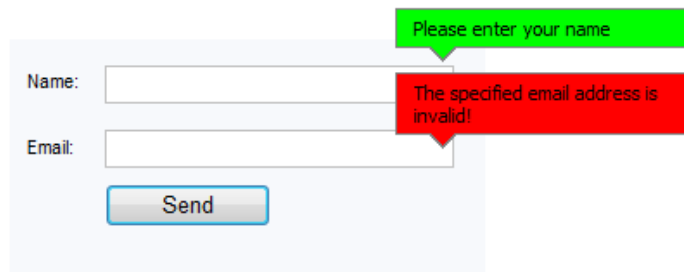 Please enter your name
Name:
The specified email address is
invalid!
Email:
Send